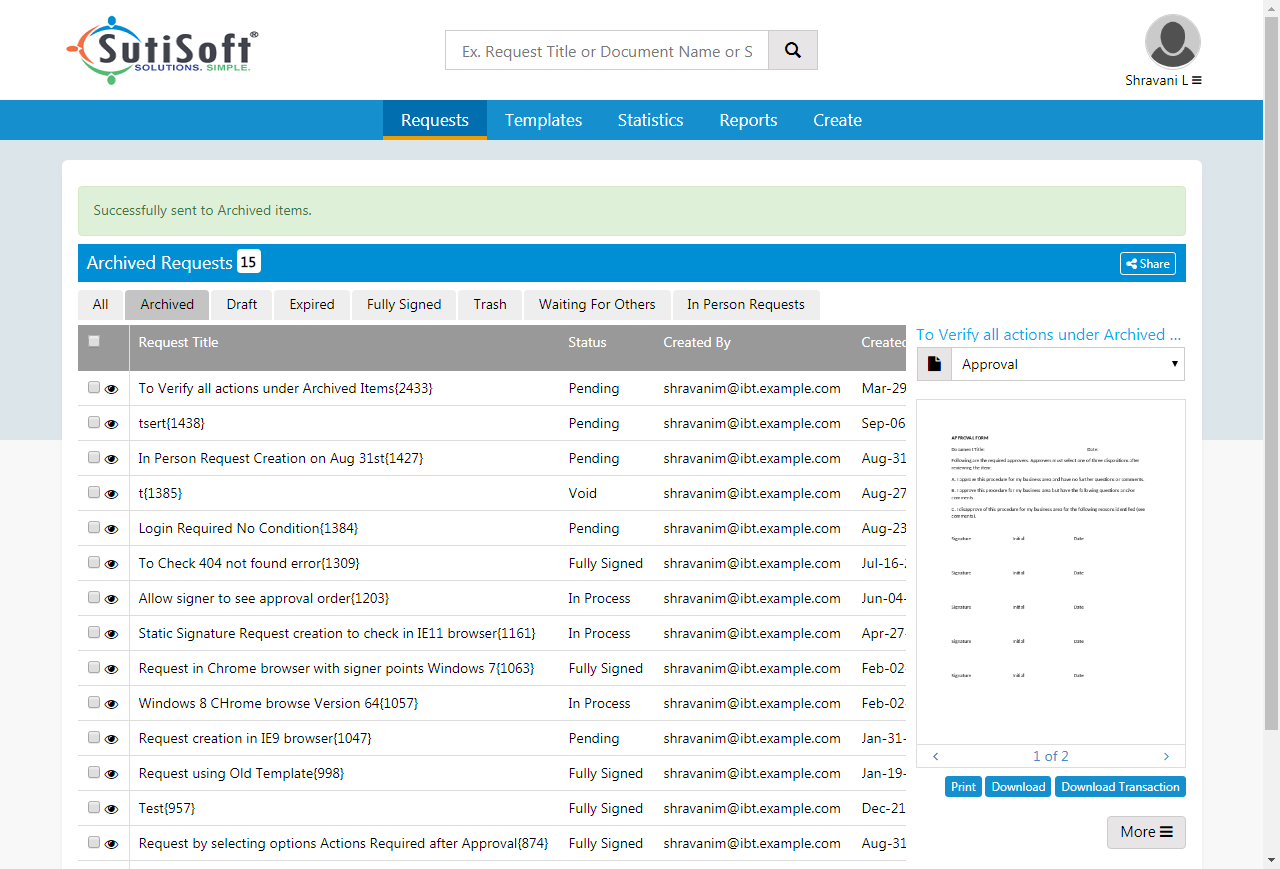 SutiSoft®
SOLUTIONS. SIMPLE.
Ex. Request Title or Document Name or S
Shravani L
Requests Templates Statistics Reports Create
Successfully sent to Archived items.
Archived Requests 15 Share
All Archived Draft Expired Fully Signed Trash Waiting For Others In Person Requests
Request Title Status Created By Created
To Verify all actions under Archived Items{2433} Pending shravanim@ibt.example.com Mar-29
tsert{1438} Pending shravanim@ibt.example.com Sep-06
In Person Request Creation on Aug 31st{1427} Pending shravanim@ibt.example.com Aug-31
t{1385} Void shravanim@ibt.example.com Aug-27
Login Required No Condition{1384} Pending shravanim@ibt.example.com Aug-23
To Check 404 not found error{1309} Fully Signed shravanim@ibt.example.com Jul-16-
Allow signer to see approval order{1203} In Process shravanim@ibt.example.com Jun-04-
Static Signature Request creation to check in IE11 browser{1161} In Process shravanim@ibt.example.com Apr-27-
Request in Chrome browser with signer points Windows 7{1063} Fully Signed shravanim@ibt.example.com Feb-02-
Windows 8 CHrome browse Version 64{1057} In Process shravanim@ibt.example.com Feb-02-
Request creation in IE9 browser{1047} Pending shravanim@ibt.example.com Jan-31-
Request using Old Template{998} Fully Signed shravanim@ibt.example.com Jan-19-
Test{957} Fully Signed shravanim@ibt.example.com Dec-21
Request by selecting options Actions Required after Approval{874} Fully Signed shravanim@ibt.example.com Aug-31
To Verify all actions under Archived ...
Approval
APPROVAL FORM
Document Title: Date:
Following are the required approvers. Approvers must select one of three dispositions after
reviewing the item:
A. I approve this procedure for my business area and have no further questions or comments.
B. I approve this procedure for my business area but have the following questions and/or
comments.
C. I disapprove of this procedure for my business area for the following reasons identified (see
comments).
Signature Initial Date
Signature Initial Date
Signature Initial Date
Signature Initial Date
Signature Initial Date
1 of 2
Print Download Download Transaction
More